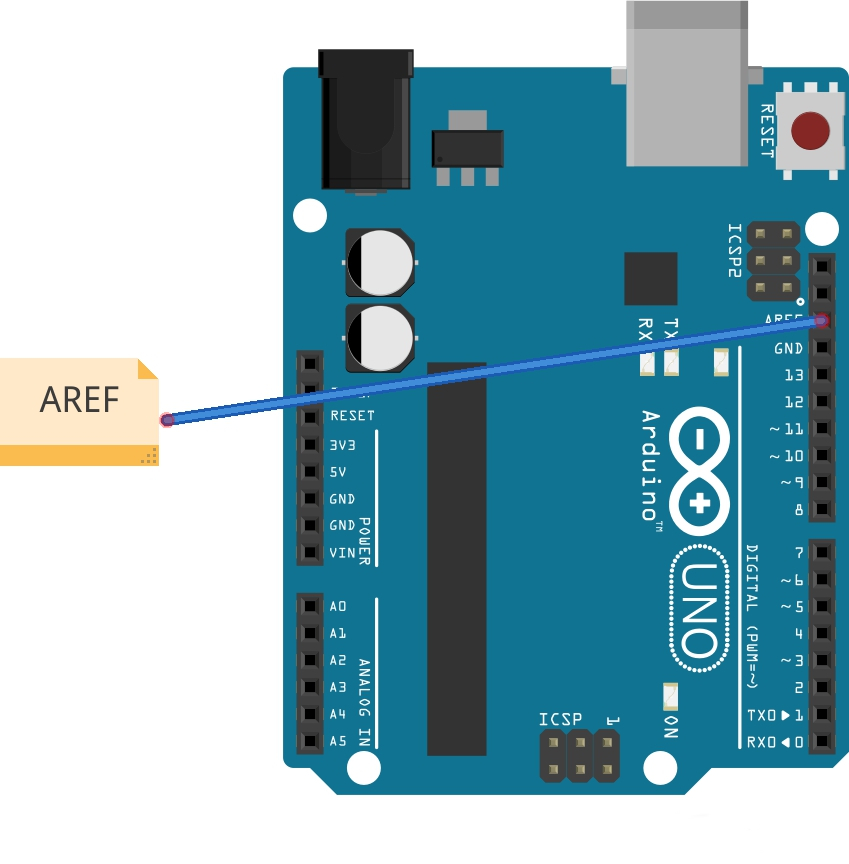 RESET
ICSP2
AREF
RX
TX
AREF
GND
13
12
~11
~10
~9
8
RESET
3V3
5V
GND
GND
VIN
POWER
Arduino™
UNO
7
~6
~5
4
~3
2
TX0▶1
RX0◀0
DIGITAL (PWM=~)
A0
A1
A2
A3
A4
A5
ANALOG IN
ICSP
1
ON